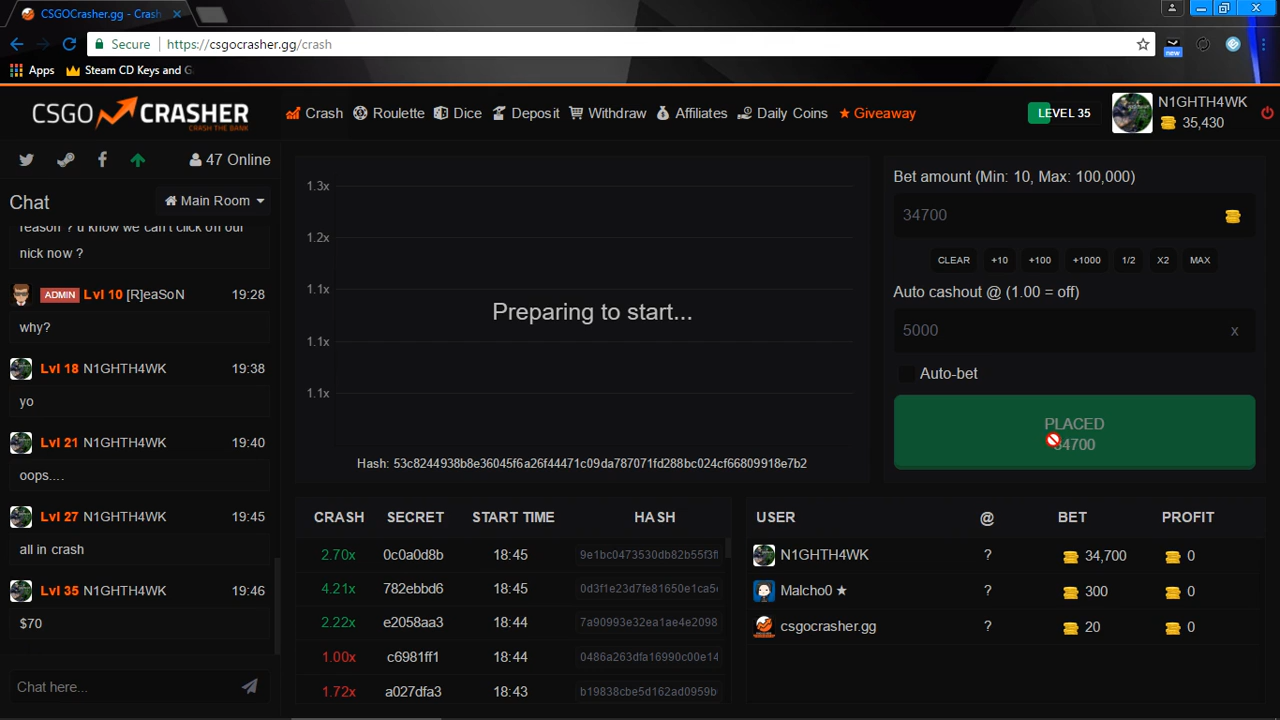 CSGOCrasher.gg - Crash
Secure https://csgocrasher.gg/crash
new
Apps Steam CD Keys and G
CSGO CRASHER
CRASH THE BANK
Crash Roulette Dice Deposit Withdraw Affiliates Daily Coins Giveaway
LEVEL 35
N1GHTH4WK
35,430
47 Online
Chat
Main Room
reason ? u know we can't click off our
nick now ?
ADMIN Lvl 10 [R]eaSoN 19:28
why?
Lvl 18 N1GHTH4WK 19:38
yo
Lvl 21 N1GHTH4WK 19:40
oops....
Lvl 27 N1GHTH4WK 19:45
all in crash
Lvl 35 N1GHTH4WK 19:46
$70
Chat here...
1.3x
1.2x
1.1x
Preparing to start...
1.1x
1.1x
Hash: 53c8244938b8e36045f6a26f44471c09da787071fd288bc024cf66809918e7b2
Bet amount (Min: 10, Max: 100,000)
34700
CLEAR +10 +100 +1000 1/2 X2 MAX
Auto cashout @ (1.00 = off)
5000 x
Auto-bet
PLACED
34700
CRASH SECRET START TIME HASH
2.70x 0c0a0d8b 18:45 9e1bc0473530db82b55f3ff
4.21x 782ebbd6 18:45 0d3f1e23d7fe81650e1ca5
2.22x e2058aa3 18:44 7a90993e32ea1ae4e2098
1.00x c6981ff1 18:44 0486a263dfa16990c00e14
1.72x a027dfa3 18:43 b19838cbe5d162ad0959b
USER @ BET PROFIT
N1GHTH4WK ? 34,700 0
Malcho0 ★ ? 300 0
csgocrasher.gg ? 20 0